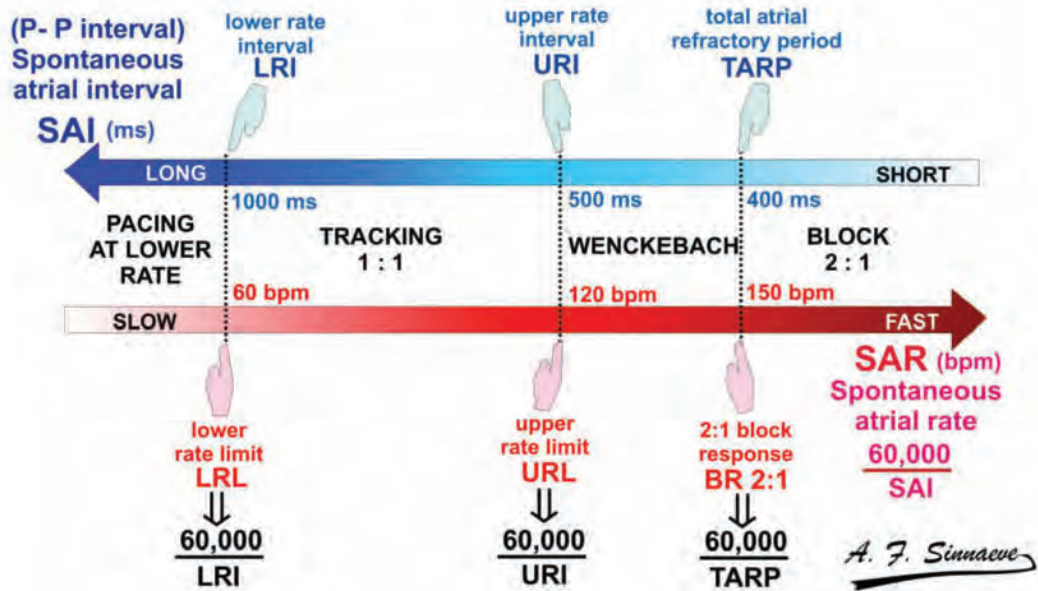 (P- P interval)
Spontaneous
atrial interval
SAI (ms)
lower rate
interval
LRI
upper rate
interval
URI
total atrial
refractory period
TARP
LONG
SHORT
1000 ms
500 ms
400 ms
PACING
AT LOWER
RATE
TRACKING
1 : 1
WENCKEBACH
BLOCK
2 : 1
60 bpm
120 bpm
150 bpm
SLOW
FAST
SAR (bpm)
Spontaneous
atrial rate
60,000
SAI
lower
rate limit
LRL
60,000
LRI
upper
rate limit
URL
60,000
URI
2:1 block
response
BR 2:1
60,000
TARP
A. F. Sinnaeve